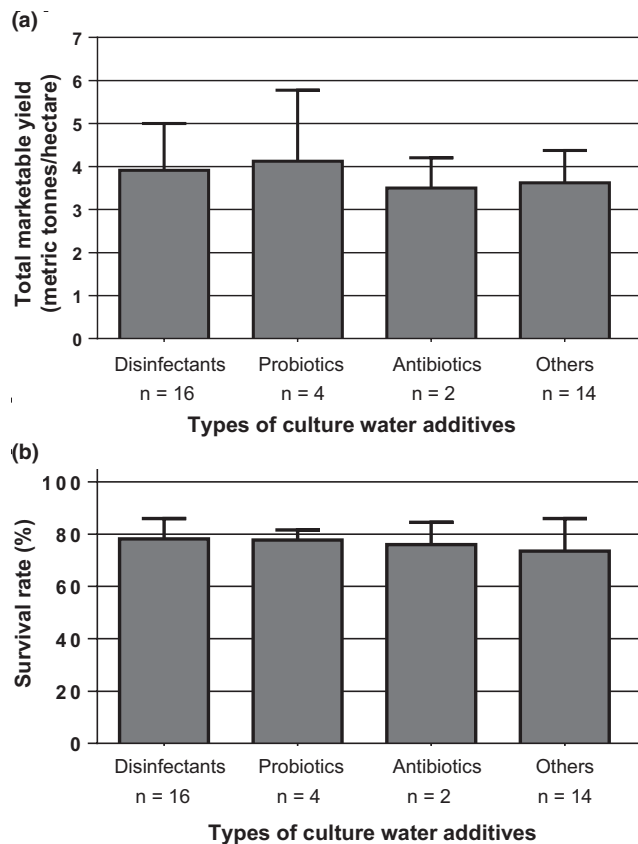 (a)
Total marketable yield
(metric tonnes/hectare)
7
6
5
4
3
2
1
0
Disinfectants Probiotics Antibiotics Others
n = 16 n = 4 n = 2 n = 14
Types of culture water additives
(b)
Survival rate (%)
100
80
60
40
20
0
Disinfectants Probiotics Antibiotics Others
n = 16 n = 4 n = 2 n = 14
Types of culture water additives